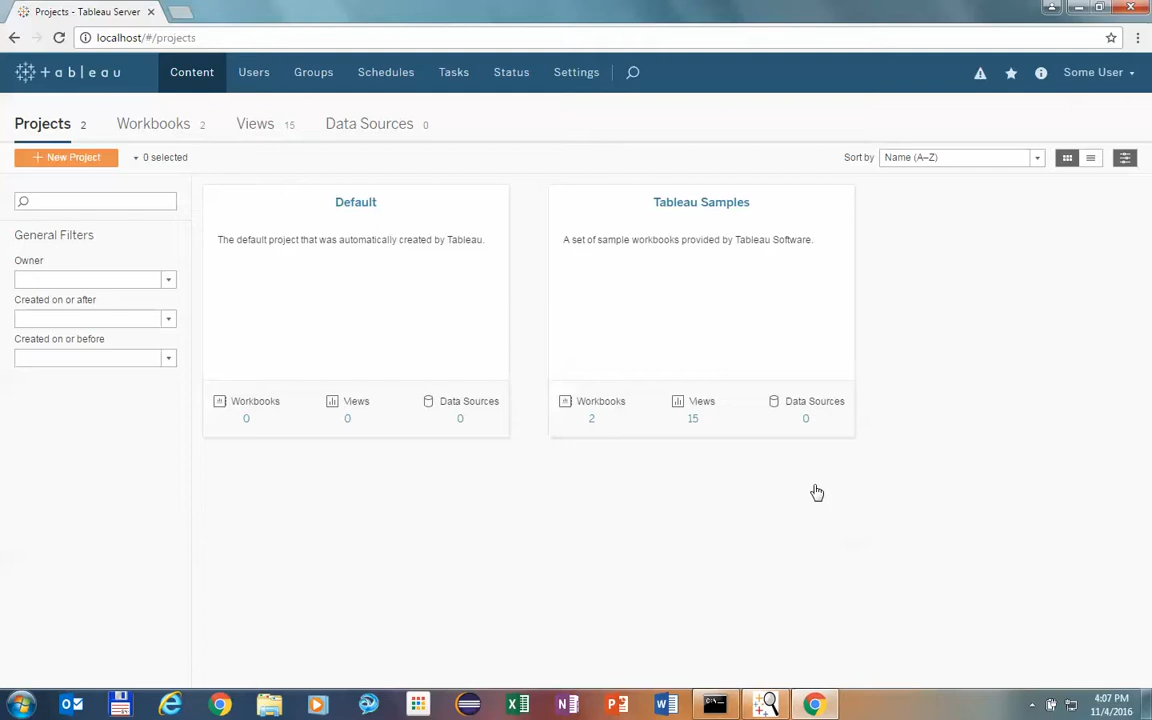 Projects - Tableau Server
localhost/#/projects
+ableau
Content
Users
Groups
Schedules
Tasks
Status
Settings
Some User
Projects 2
Workbooks 2
Views 15
Data Sources 0
+ New Project
0 selected
Sort by
Name (A–Z)
General Filters
Owner
Created on or after
Created on or before
Default
The default project that was automatically created by Tableau.
Workbooks
0
Views
0
Data Sources
0
Tableau Samples
A set of sample workbooks provided by Tableau Software.
Workbooks
2
Views
15
Data Sources
0
4:07 PM
11/4/2016